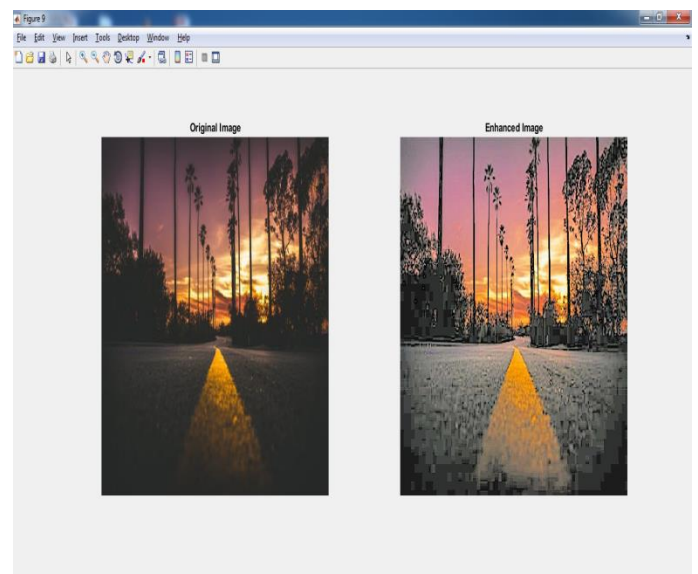 Figure 9
File Edit View Insert Tools Desktop Window Help
Original Image
Enhanced Image